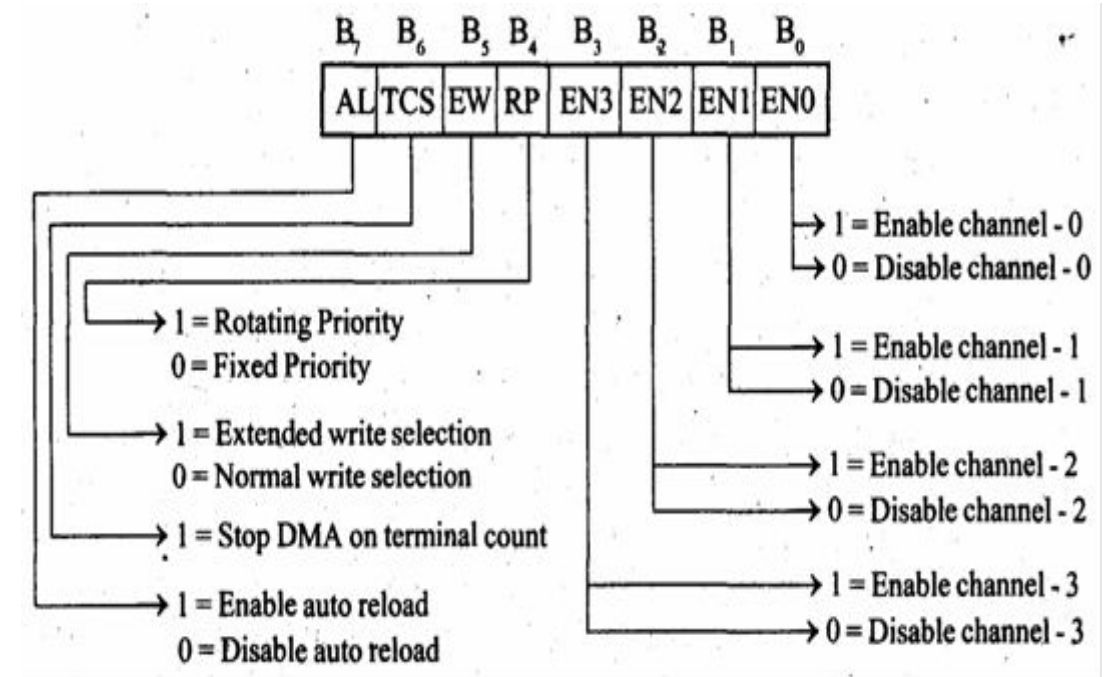 B₇ B₆ B₅ B₄ B₃ B₂ B₁ B₀
AL TCS EW RP EN3 EN2 EN1 EN0
1 = Enable channel - 0
0 = Disable channel - 0
1 = Rotating Priority
0 = Fixed Priority
1 = Enable channel - 1
0 = Disable channel - 1
1 = Extended write selection
0 = Normal write selection
1 = Enable channel - 2
0 = Disable channel - 2
1 = Stop DMA on terminal count
1 = Enable auto reload
0 = Disable auto reload
1 = Enable channel - 3
0 = Disable channel - 3